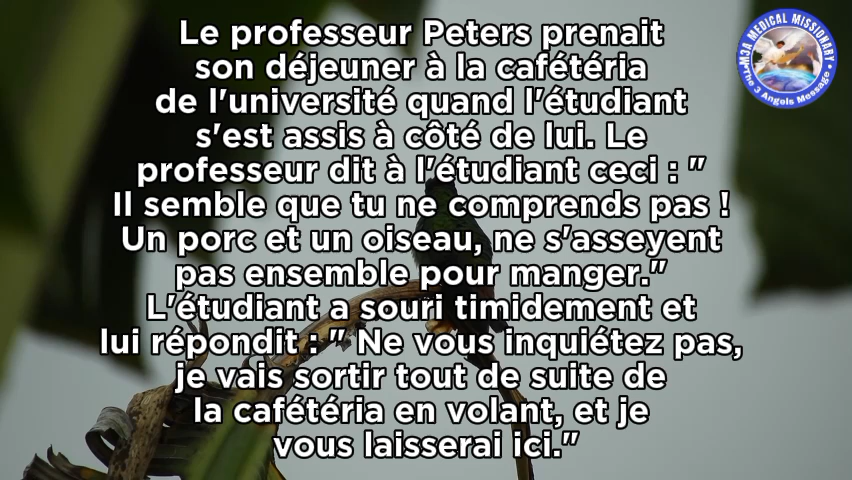 Le professeur Peters prenait
son déjeuner à la cafétéria
de l'université quand l'étudiant
s'est assis à côté de lui. Le
professeur dit à l'étudiant ceci : "
Il semble que tu ne comprends pas !
Un porc et un oiseau, ne s'asseyent
pas ensemble pour manger."
L'étudiant a souri timidement et
lui répondit : " Ne vous inquiétez pas,
je vais sortir tout de suite de
la cafétéria en volant, et je
vous laisserai ici."
M3A MEDICAL MISSIONARY
The 3 Angels Message